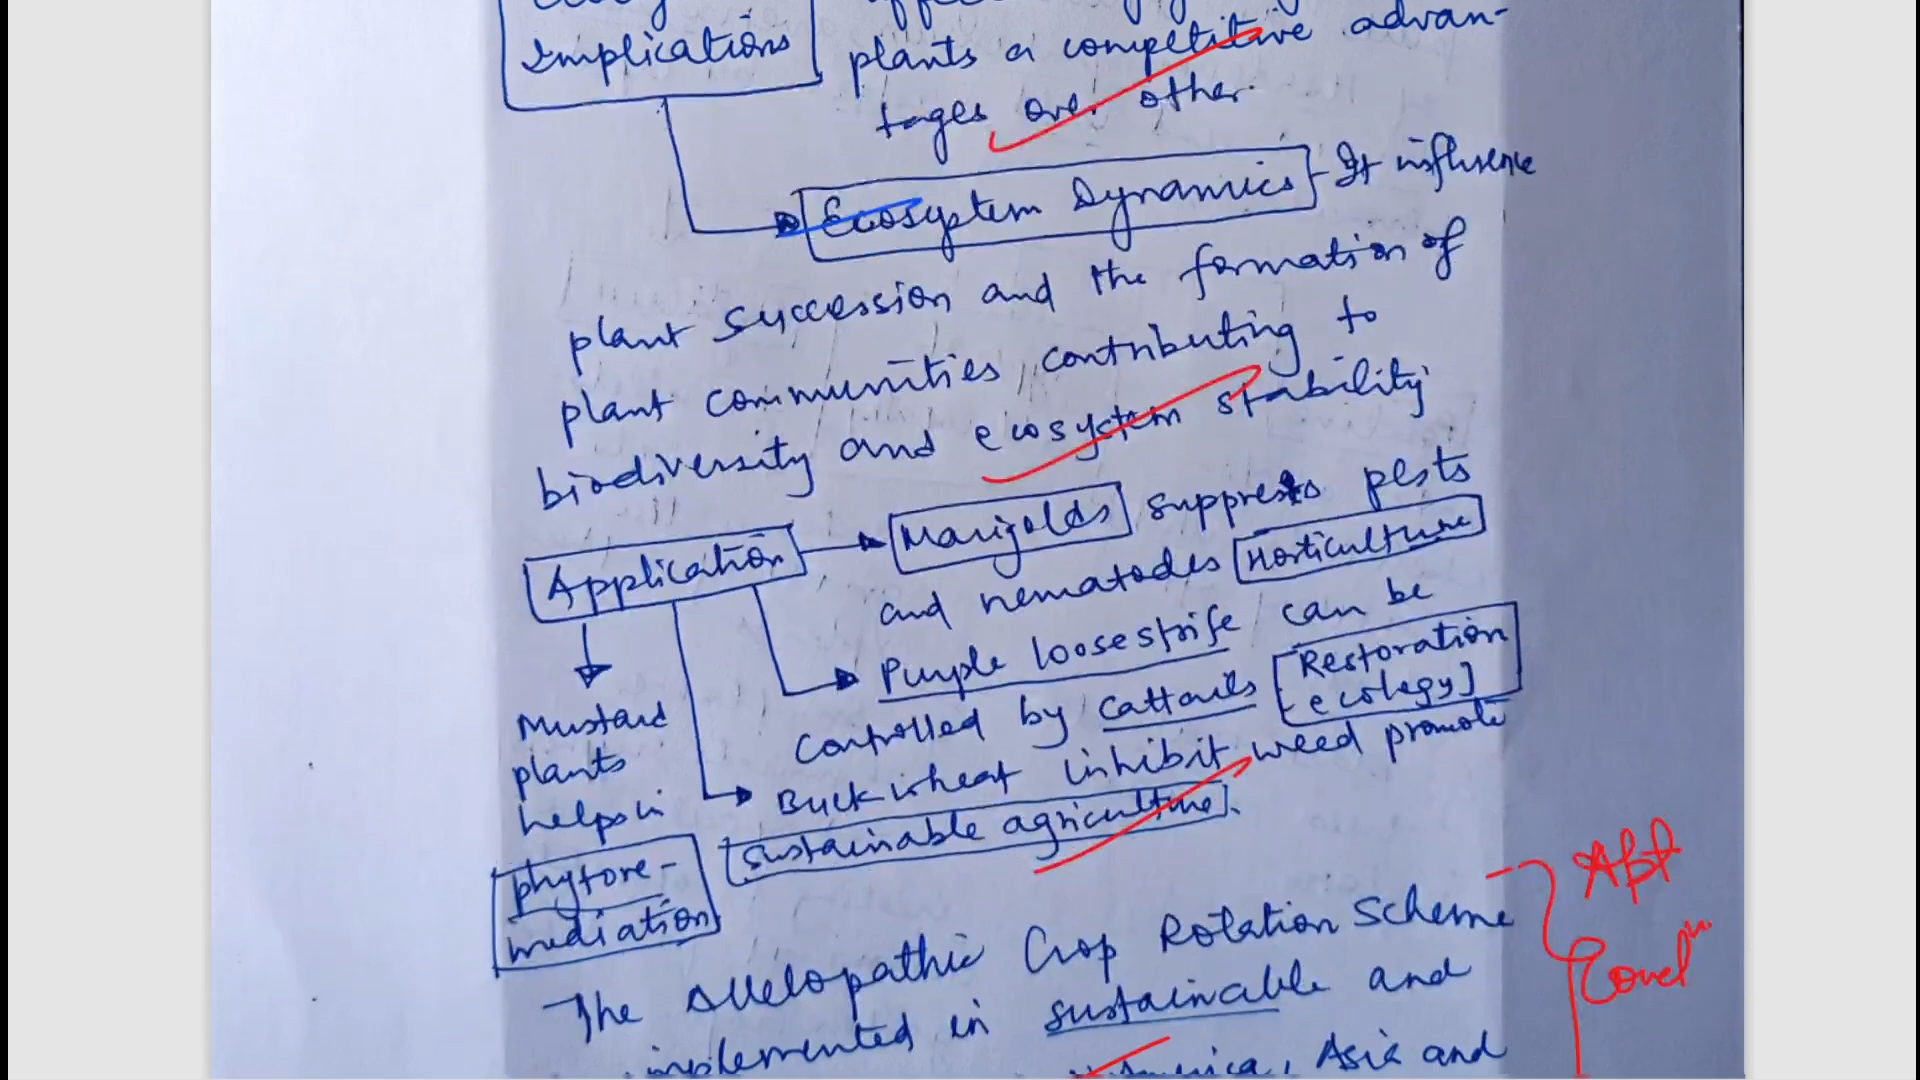 Implications
plants a competitive advan-
tages over other.
Ecosystem Dynamics - It influence
plant succession and the formation of
plant communities, contributing to
biodiversity and ecosystem stability
Application
Marigolds suppress pests
and nematodes Horticulture
Purple loosestrife can be
controlled by cattails [Restoration
ecology]
Buckwheat inhibit weed promote
sustainable agriculture.
Mustard
plants
helps in
phytore-
mediation
The Allelopathic Crop Rotation Scheme
implemented in sustainable and
America, Asia and
Apt
Concln